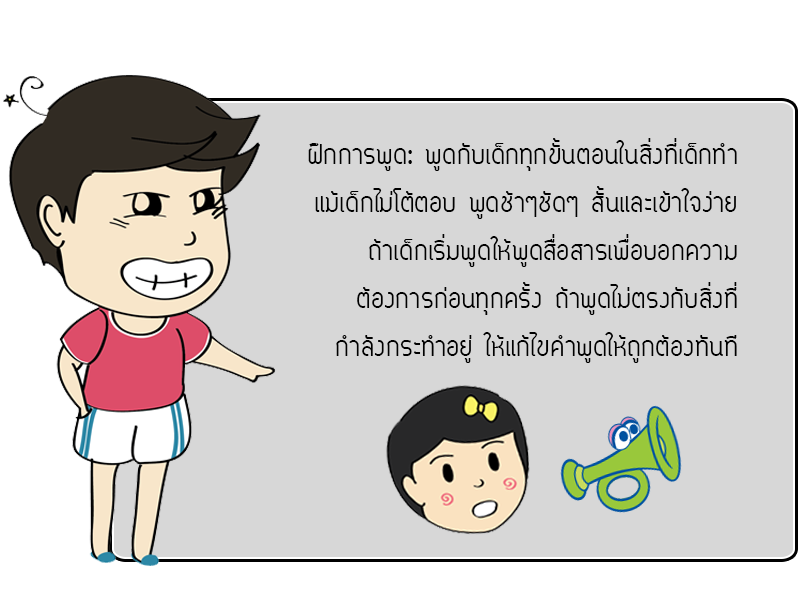 ฝึกการพูด: พูดกับเด็กทุกขั้นตอนในสิ่งที่เด็กทำ
แม้เด็กไม่โต้ตอบ พูดช้าๆชัดๆ สั้นและเข้าใจง่าย
ถ้าเด็กเริ่มพูดให้พูดสื่อสารเพื่อบอกความ
ต้องการก่อนทุกครั้ง ถ้าพูดไม่ตรงกับสิ่งที่
กำลังกระทำอยู่ ให้แก้ไขคำพูดให้ถูกต้องทันที